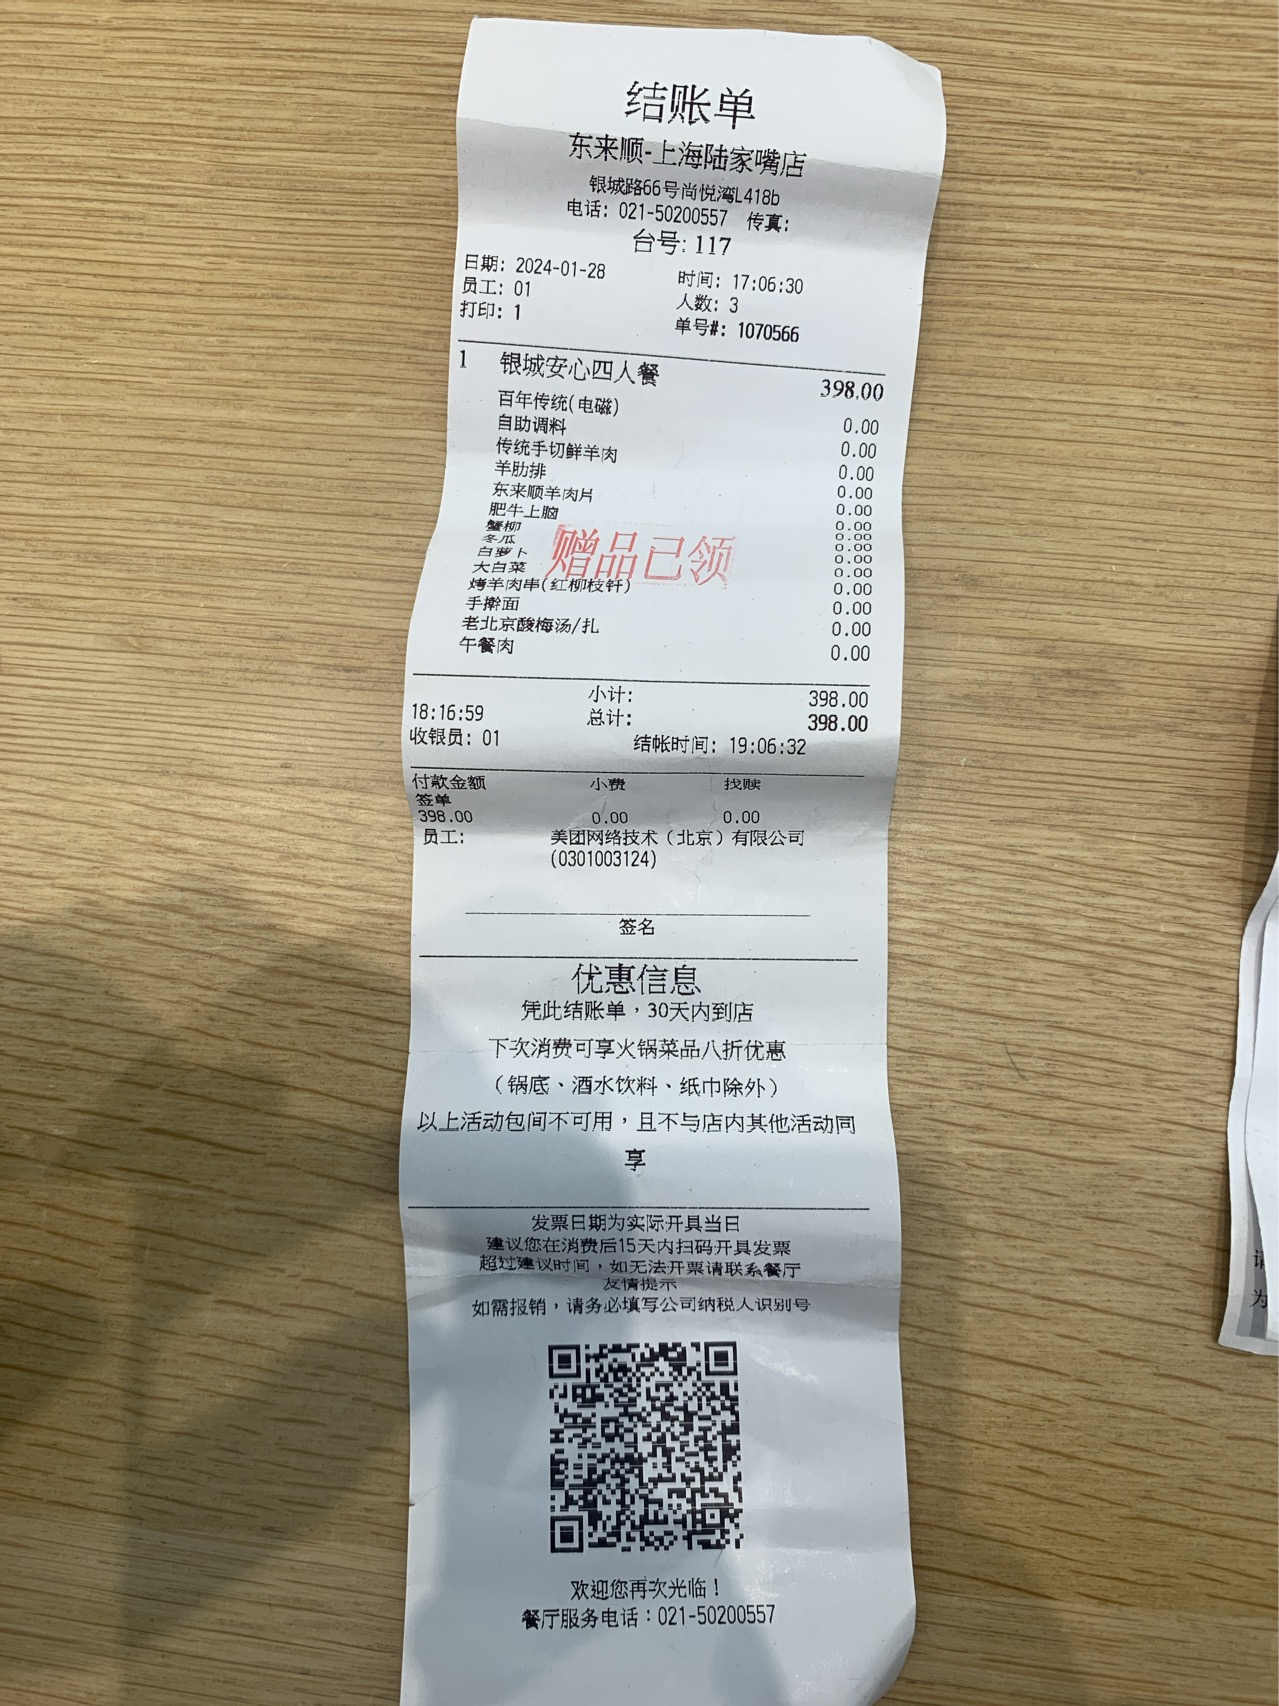 结账单
东来顺-上海陆家嘴店
银城路66号尚悦湾L418b
电话: 021-50200557 传真:
台号: 117
日期: 2024-01-28 时间: 17:06:30
员工: 01 人数: 3
打印: 1 单号#: 1070566
1 银城安心四人餐 398.00
百年传统(电磁) 0.00
自助调料 0.00
传统手切鲜羊肉 0.00
羊肋排 0.00
东来顺羊肉片 0.00
肥牛上脑 0.00
蟹柳 0.00
冬瓜 0.00
白萝卜 0.00
大白菜 0.00
烤羊肉串(红柳枝钎) 0.00
手擀面 0.00
老北京酸梅汤/扎 0.00
午餐肉 0.00
赠品已领
小计: 398.00
18:16:59 总计: 398.00
收银员: 01 结帐时间: 19:06:32
付款金额 小费 找赎
签单
398.00 0.00 0.00
员工: 美团网络技术（北京）有限公司
(0301003124)
签名
优惠信息
凭此结账单，30天内到店
下次消费可享火锅菜品八折优惠
（锅底、酒水饮料、纸巾除外）
以上活动包间不可用，且不与店内其他活动同
享
发票日期为实际开具当日
建议您在消费后15天内扫码开具发票
超过建议时间，如无法开票请联系餐厅
友情提示
如需报销，请务必填写公司纳税人识别号
欢迎您再次光临！
餐厅服务电话：021-50200557
为